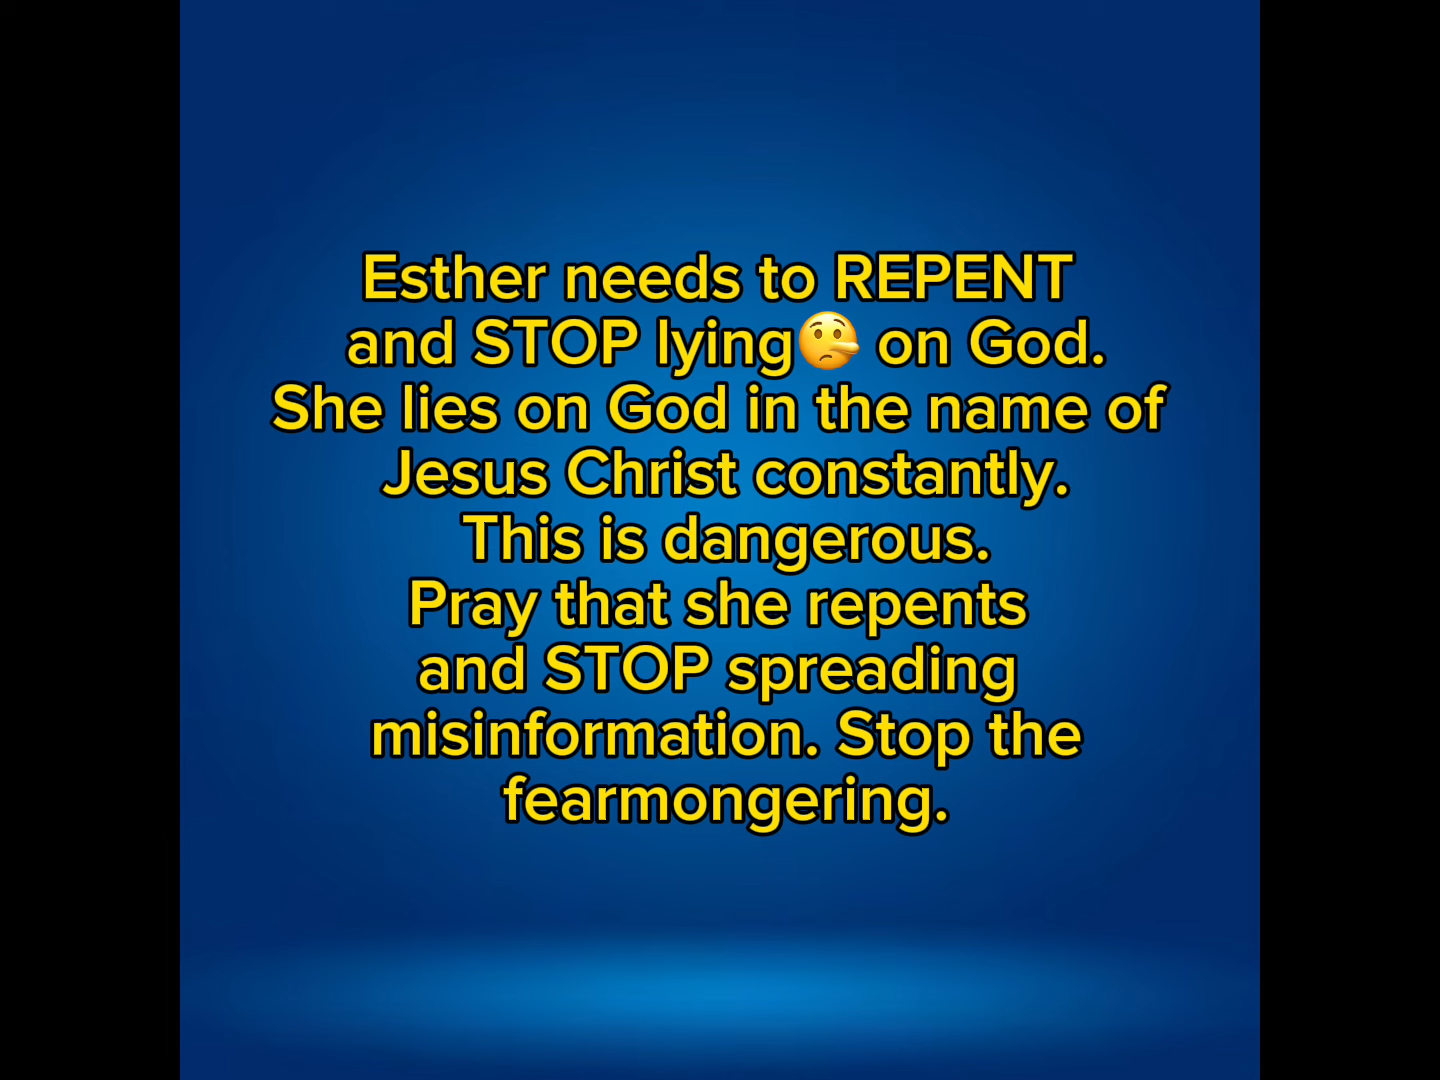 Esther needs to REPENT
and STOP lying🤥 on God.
She lies on God in the name of
Jesus Christ constantly.
This is dangerous.
Pray that she repents
and STOP spreading
misinformation. Stop the
fearmongering.